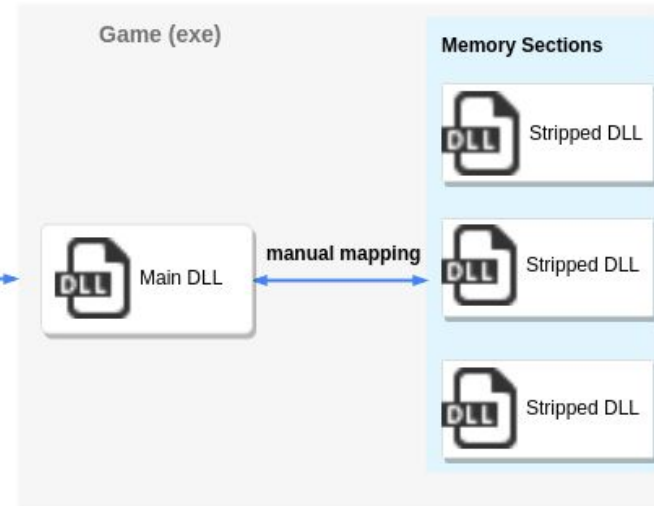 Game (exe)
Memory Sections
DLL
Stripped DLL
DLL
Main DLL
manual mapping
DLL
Stripped DLL
DLL
Stripped DLL